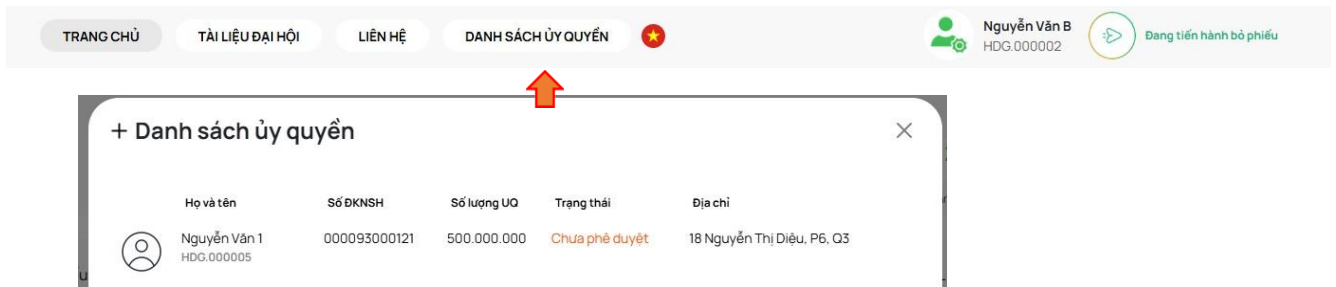 TRANG CHỦ TÀI LIỆU ĐẠI HỘI LIÊN HỆ DANH SÁCH ỦY QUYỀN Nguyễn Văn B Đang tiến hành bỏ phiếu
HDG.000002
+ Danh sách ủy quyền
Họ và tên Số ĐKNSH Số lượng UQ Trạng thái Địa chỉ
Nguyễn Văn 1 000093000121 500.000.000 Chưa phê duyệt 18 Nguyễn Thị Diệu, P6, Q3
HDG.000005